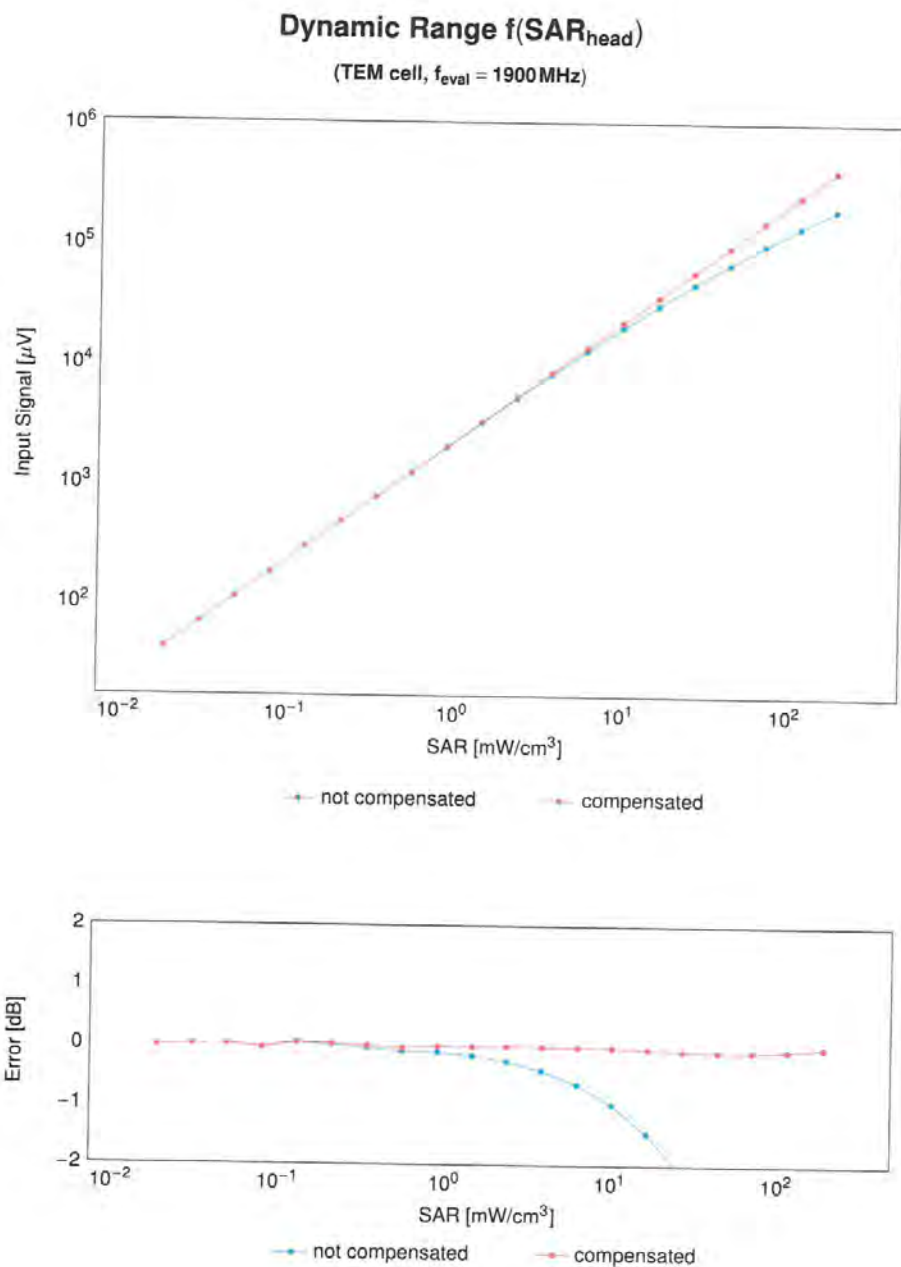 Dynamic Range f(SAR_head)
(TEM cell, f_eval = 1900 MHz)
10^6
10^5
10^4
10^3
10^2
Input Signal [μV]
10^−2 10^−1 10^0 10^1 10^2
SAR [mW/cm^3]
not compensated compensated
2
1
0
−1
−2
Error [dB]
10^−2 10^−1 10^0 10^1 10^2
SAR [mW/cm^3]
not compensated compensated